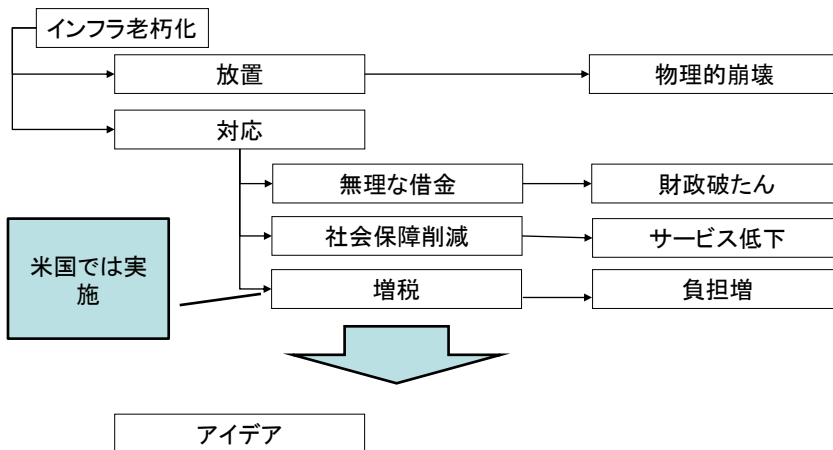 インフラ老朽化
放置
物理的崩壊
対応
無理な借金
財政破たん
社会保障削減
サービス低下
米国では実
施
増税
負担増
アイデア